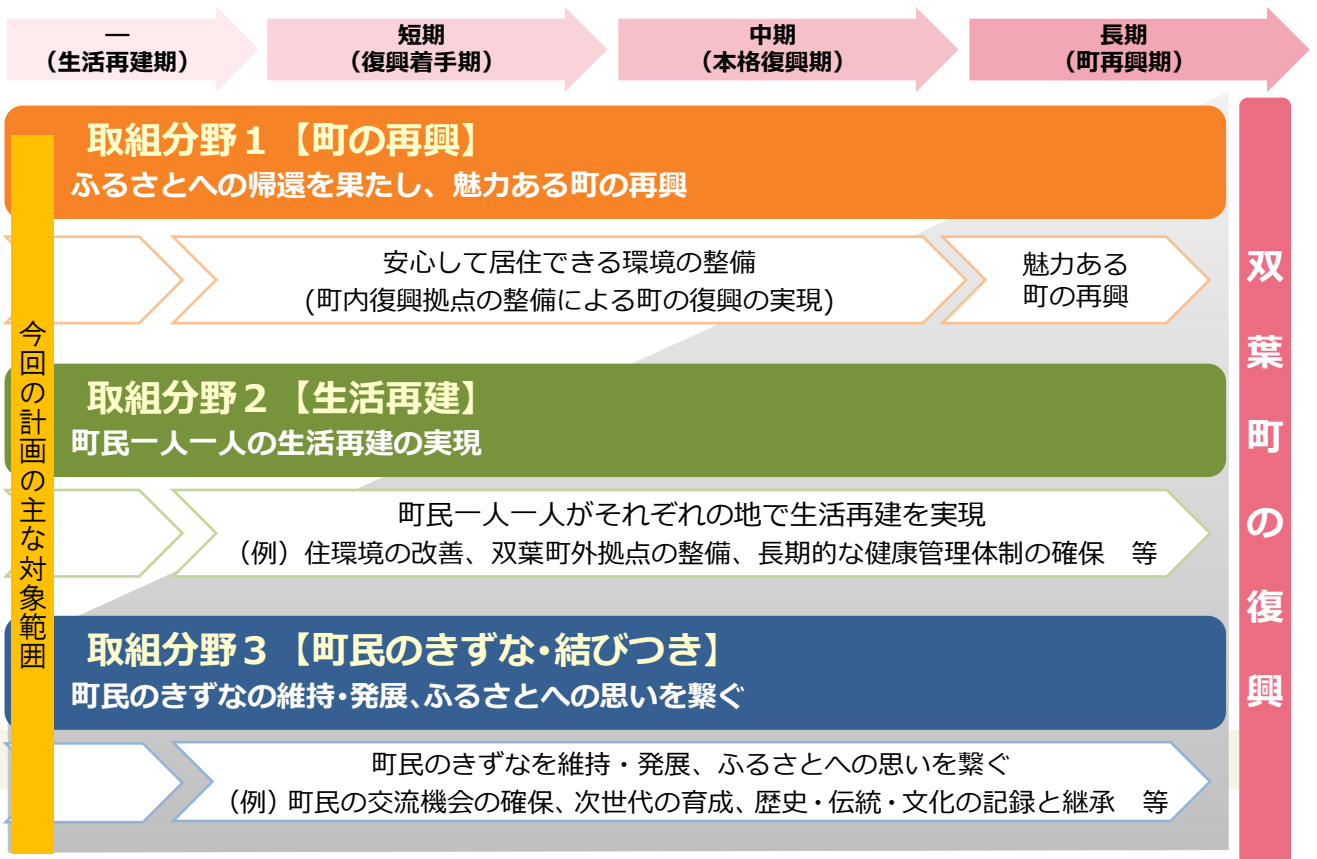 ―
（生活再建期）
短期
（復興着手期）
中期
（本格復興期）
長期
（町再興期）
取組分野１【町の再興】
ふるさとへの帰還を果たし、魅力ある町の再興
安心して居住できる環境の整備
(町内復興拠点の整備による町の復興の実現)
魅力ある
町の再興
取組分野２【生活再建】
町民一人一人の生活再建の実現
町民一人一人がそれぞれの地で生活再建を実現
（例）住環境の改善、双葉町外拠点の整備、長期的な健康管理体制の確保　等
取組分野３【町民のきずな・結びつき】
町民のきずなの維持・発展、ふるさとへの思いを繋ぐ
町民のきずなを維持・発展、ふるさとへの思いを繋ぐ
（例）町民の交流機会の確保、次世代の育成、歴史・伝統・文化の記録と継承　等
今回の計画の主な対象範囲
双葉町の復興